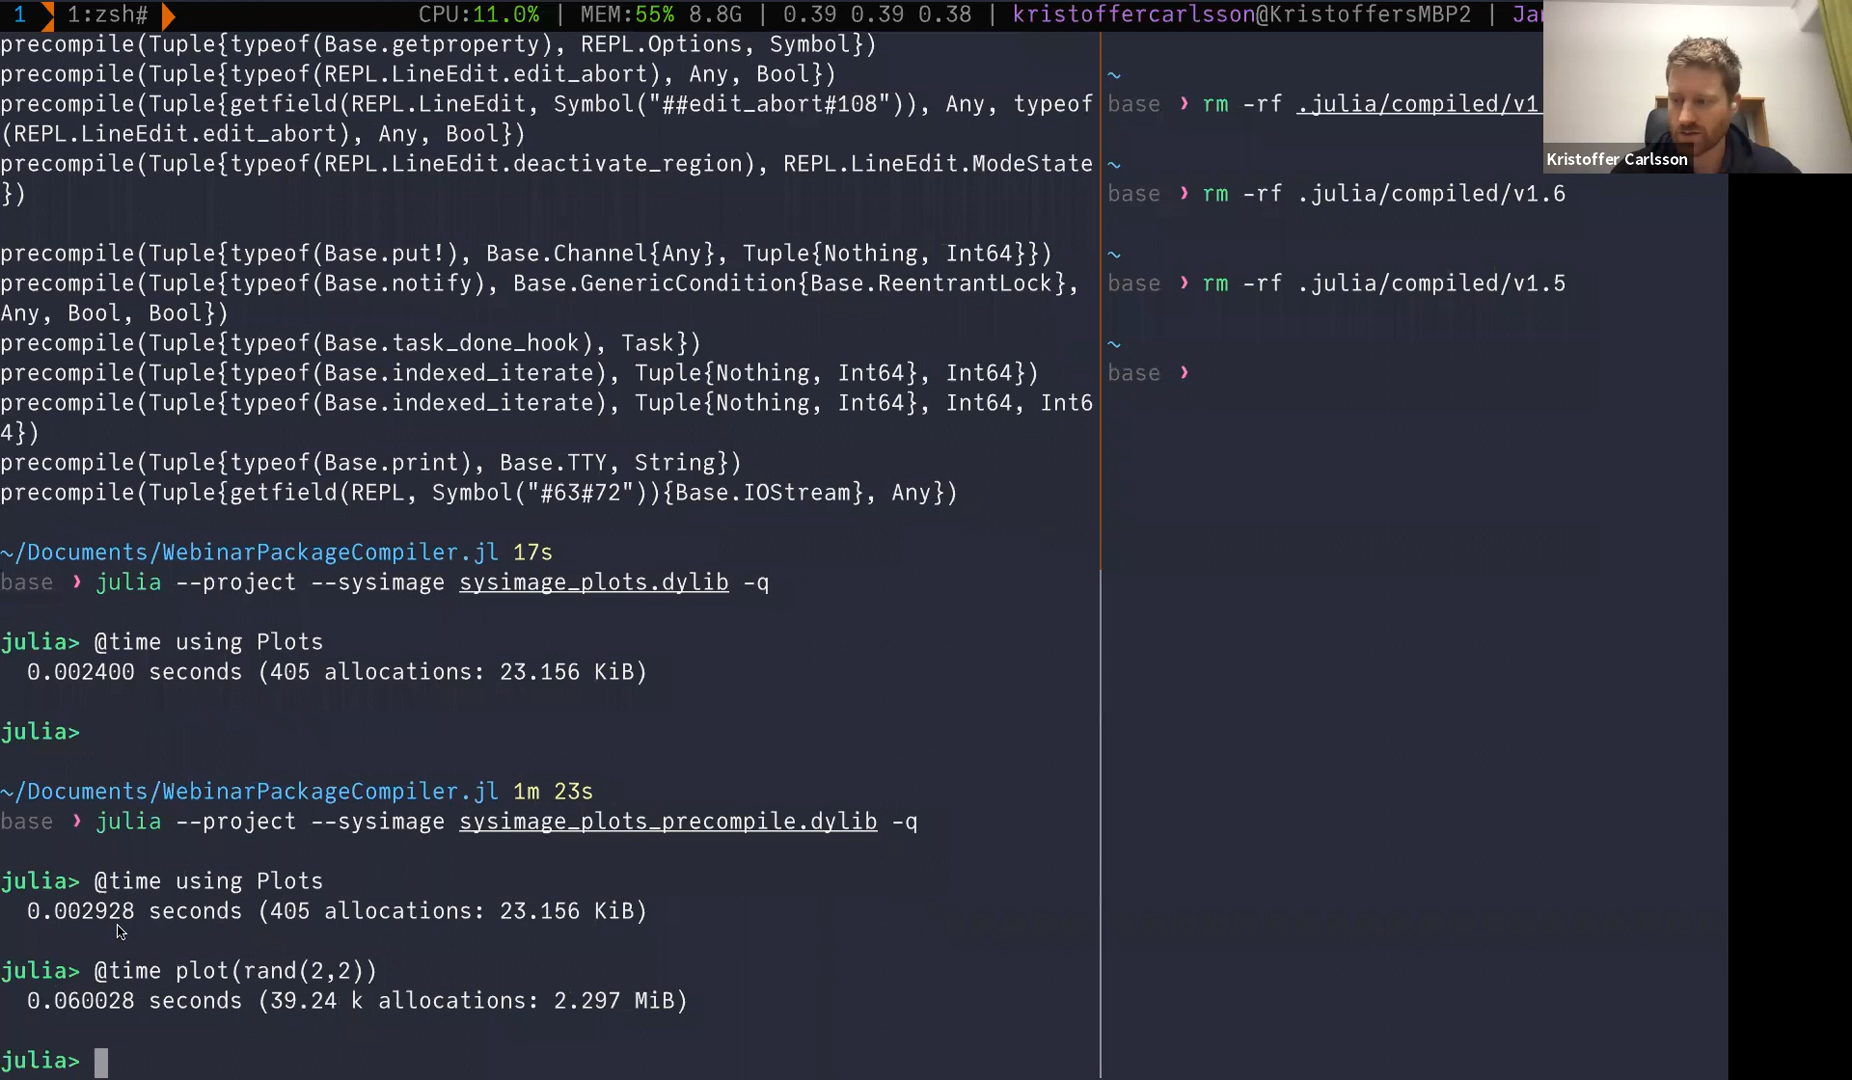 1 1:zsh# CPU:11.0% | MEM:55% 8.8G | 0.39 0.39 0.38 | kristoffercarlsson@KristoffersMBP2 |
precompile(Tuple{typeof(Base.getproperty), REPL.Options, Symbol})
precompile(Tuple{typeof(REPL.LineEdit.edit_abort), Any, Bool})
precompile(Tuple{getfield(REPL.LineEdit, Symbol("##edit_abort#108")), Any, typeof
(REPL.LineEdit.edit_abort), Any, Bool})
precompile(Tuple{typeof(REPL.LineEdit.deactivate_region), REPL.LineEdit.ModeState
})
precompile(Tuple{typeof(Base.put!), Base.Channel{Any}, Tuple{Nothing, Int64}})
precompile(Tuple{typeof(Base.notify), Base.GenericCondition{Base.ReentrantLock},
Any, Bool, Bool})
precompile(Tuple{typeof(Base.task_done_hook), Task})
precompile(Tuple{typeof(Base.indexed_iterate), Tuple{Nothing, Int64}, Int64})
precompile(Tuple{typeof(Base.indexed_iterate), Tuple{Nothing, Int64}, Int64, Int6
4})
precompile(Tuple{typeof(Base.print), Base.TTY, String})
precompile(Tuple{getfield(REPL, Symbol("#63#72")){Base.IOStream}, Any})
~/Documents/WebinarPackageCompiler.jl 17s
base ❯ julia --project --sysimage sysimage_plots.dylib -q
julia> @time using Plots
0.002400 seconds (405 allocations: 23.156 KiB)
julia>
~/Documents/WebinarPackageCompiler.jl 1m 23s
base ❯ julia --project --sysimage sysimage_plots_precompile.dylib -q
julia> @time using Plots
0.002928 seconds (405 allocations: 23.156 KiB)
julia> @time plot(rand(2,2))
0.060028 seconds (39.24 k allocations: 2.297 MiB)
julia>
~
base ❯ rm -rf .julia/compiled/v1
~
base ❯ rm -rf .julia/compiled/v1.6
~
base ❯ rm -rf .julia/compiled/v1.5
~
base ❯
Kristoffer Carlsson